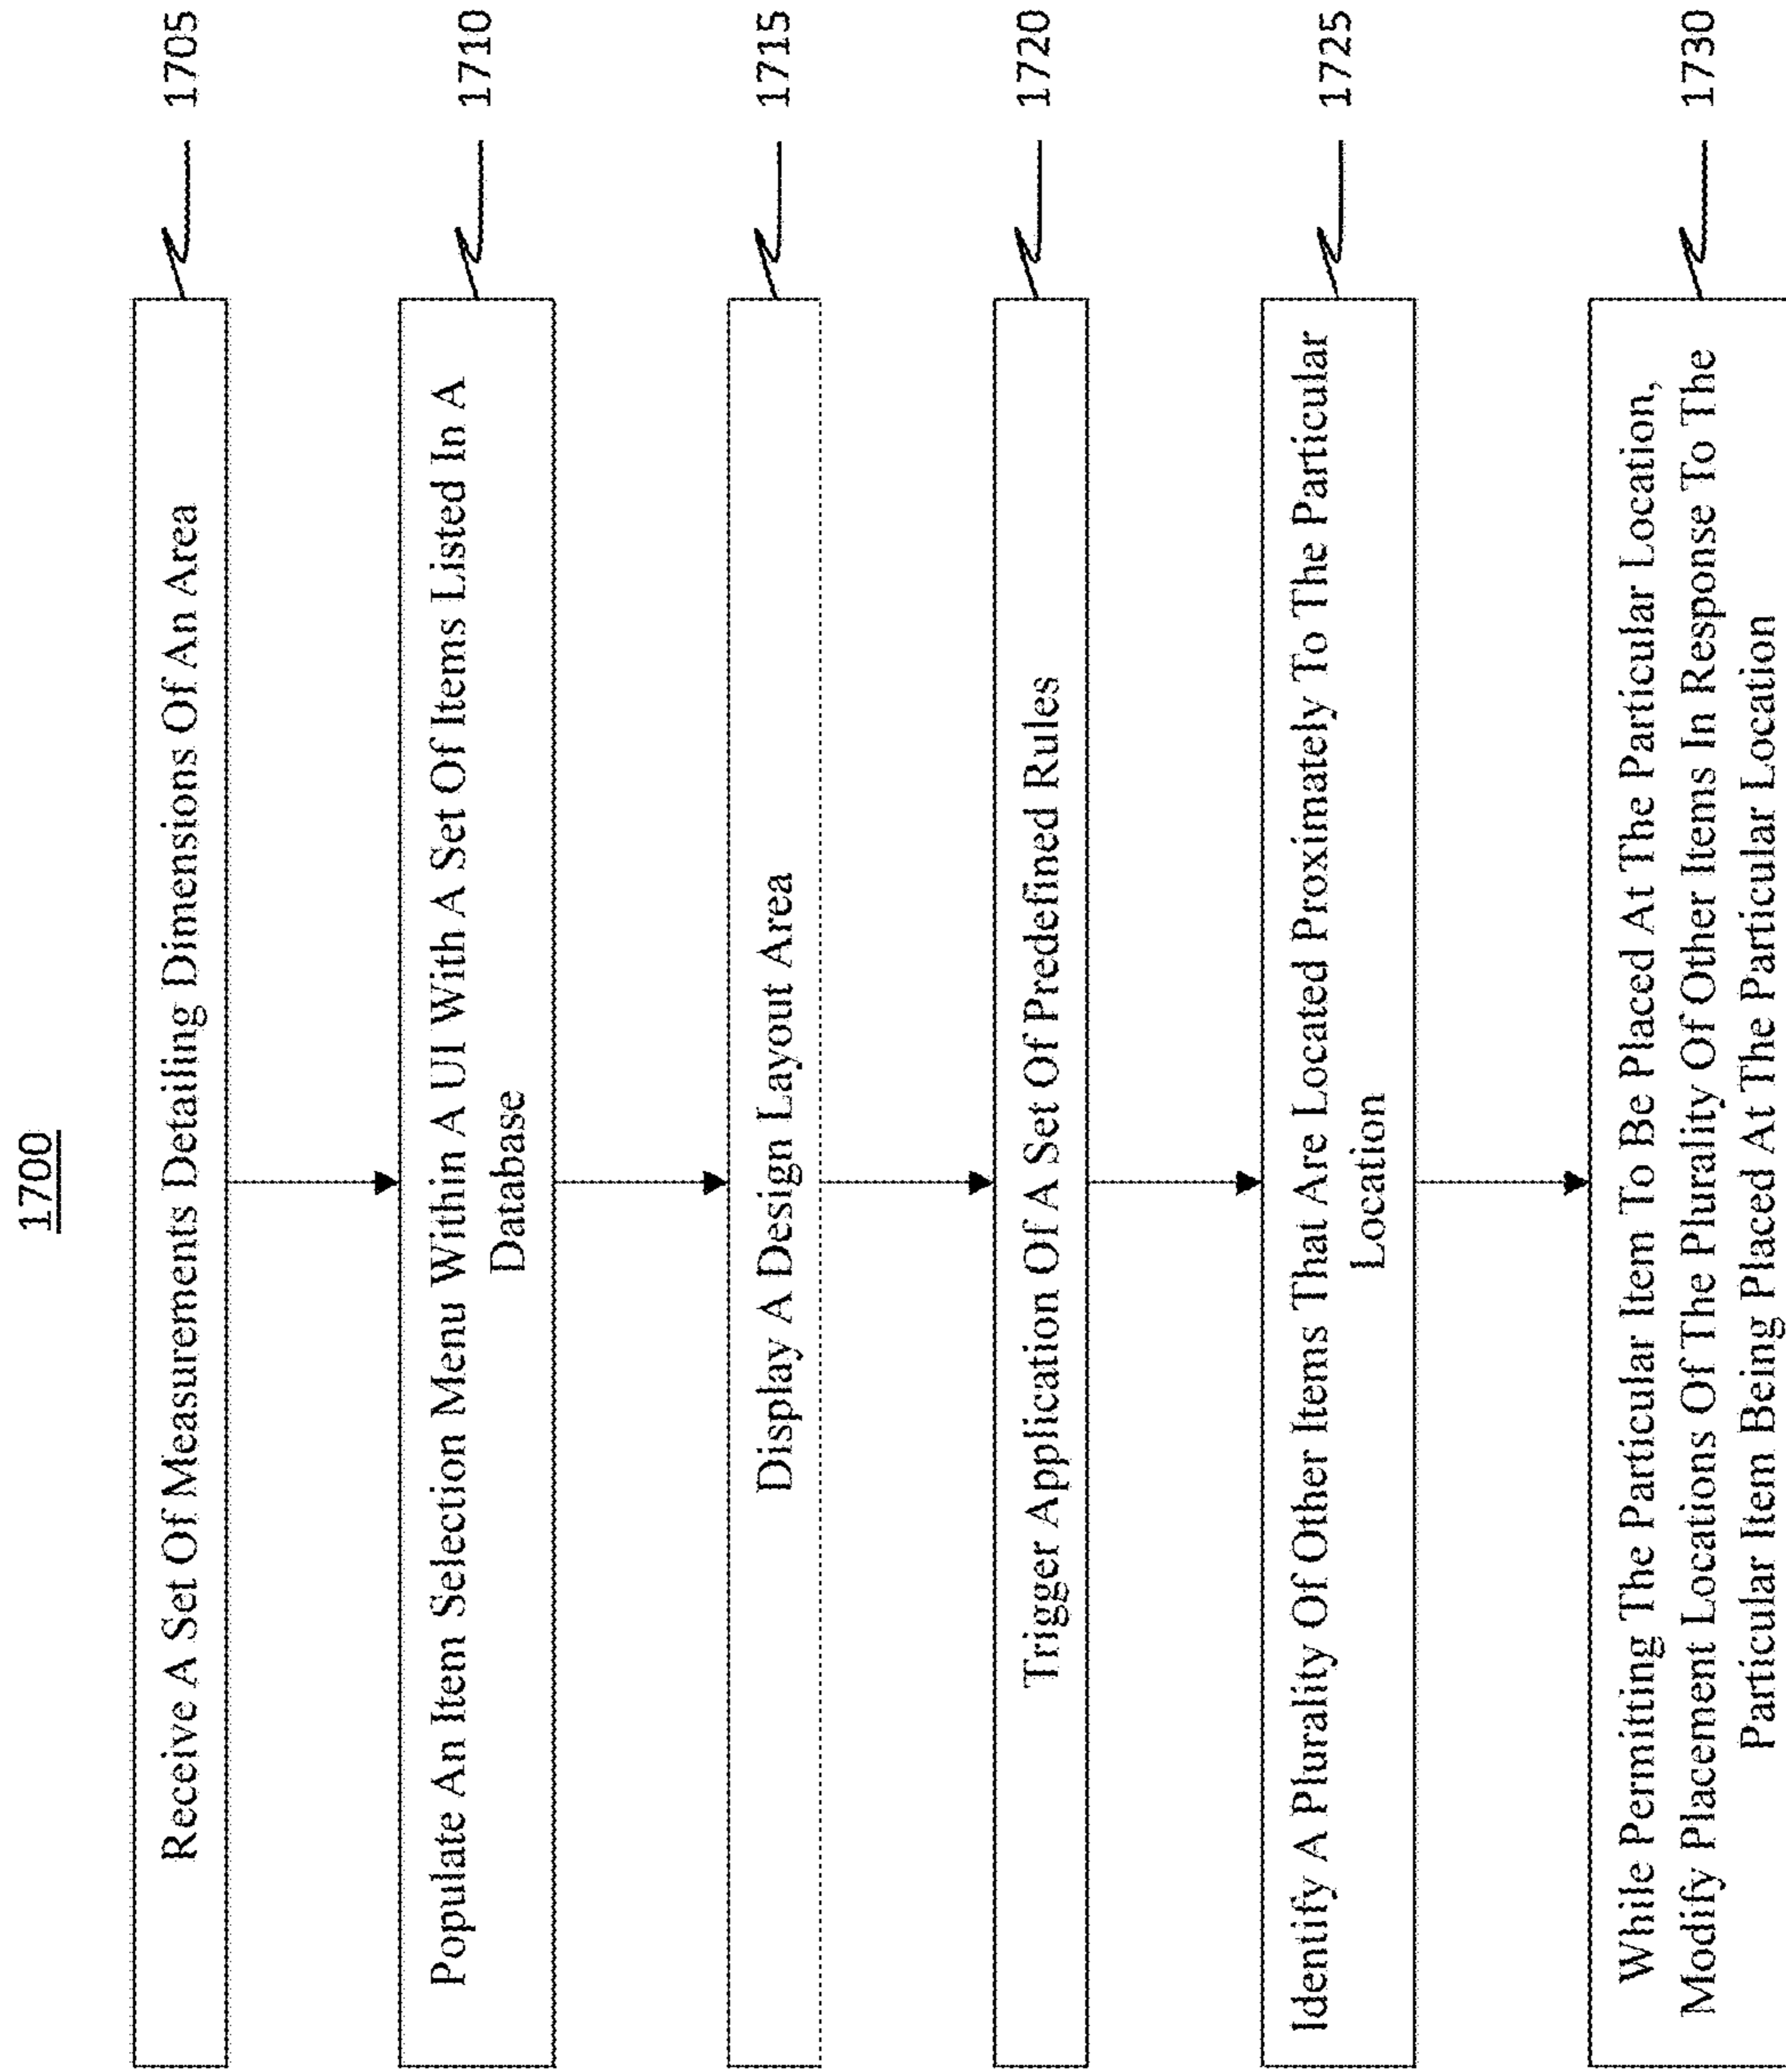 1700
Receive A Set Of Measurements Detailing Dimensions Of An Area
1705
Populate An Item Selection Menu Within A UI With A Set Of Items Listed In A
Database
1710
Display A Design Layout Area
1715
Trigger Application Of A Set Of Predefined Rules
1720
Identify A Plurality Of Other Items That Are Located Proximately To The Particular
Location
1725
While Permitting The Particular Item To Be Placed At The Particular Location,
Modify Placement Locations Of The Plurality Of Other Items In Response To The
Particular Item Being Placed At The Particular Location
1730